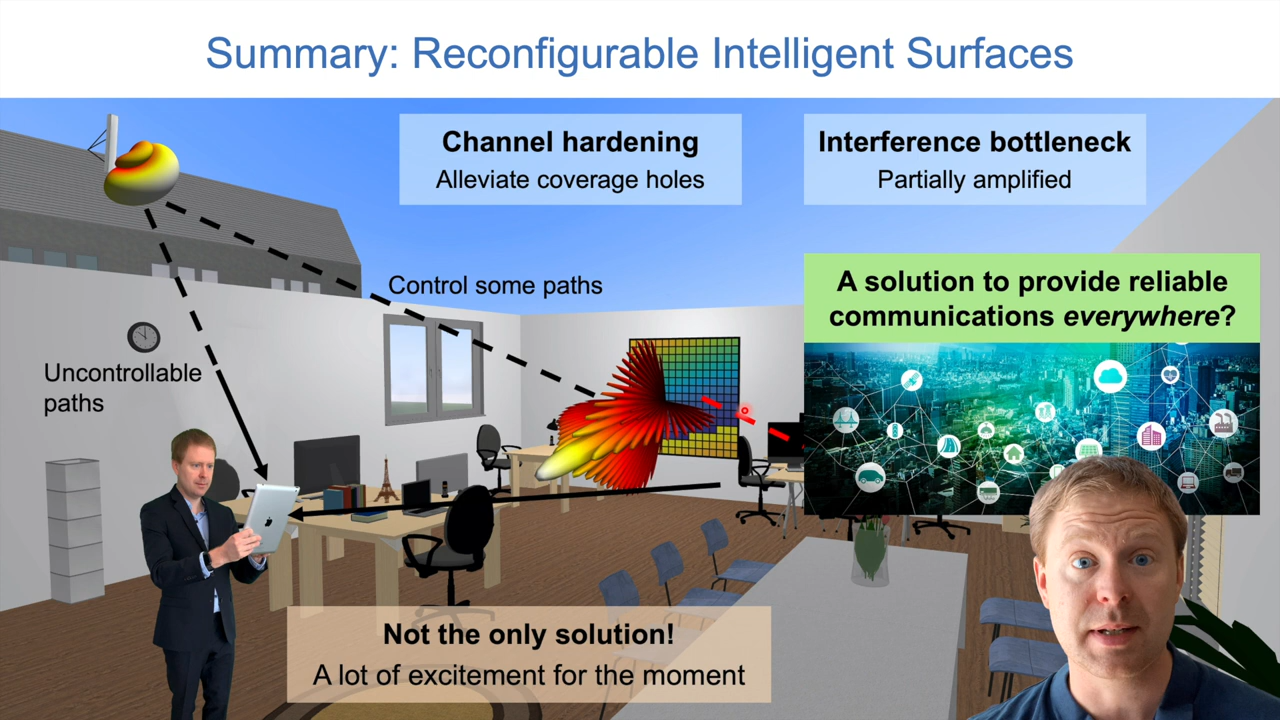 Summary: Reconfigurable Intelligent Surfaces
Channel hardening
Alleviate coverage holes
Interference bottleneck
Partially amplified
Control some paths
A solution to provide reliable
communications everywhere?
Uncontrollable
paths
Not the only solution!
A lot of excitement for the moment